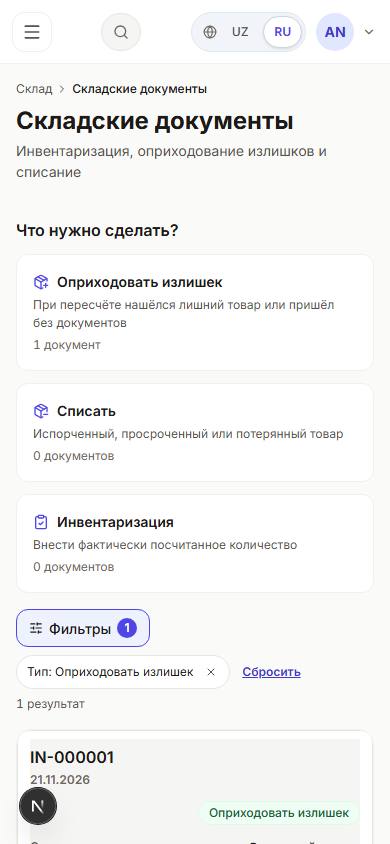 UZ
RU
AN
Склад
Складские документы
Складские документы
Инвентаризация, оприходование излишков и
списание
Что нужно сделать?
Оприходовать излишек
При пересчёте нашёлся лишний товар или пришёл
без документов
1 документ
Списать
Испорченный, просроченный или потерянный товар
0 документов
Инвентаризация
Внести фактически посчитанное количество
0 документов
Фильтры 1
Тип: Оприходовать излишек
Сбросить
1 результат
IN-000001
21.11.2026
N
Оприходовать излишек